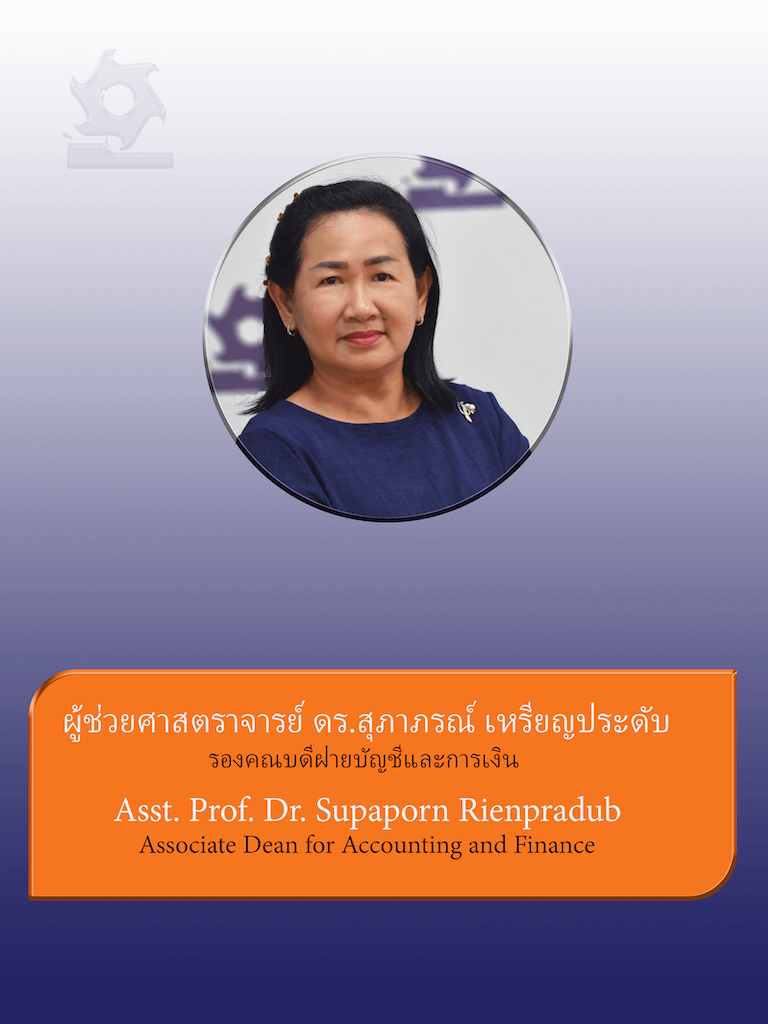 ผู้ช่วยศาสตราจารย์ ดร.สุภาภรณ์ เหรียญประดับ
รองคณบดีฝ่ายบัญชีและการเงิน
Asst. Prof. Dr. Supaporn Rienpradub
Associate Dean for Accounting and Finance